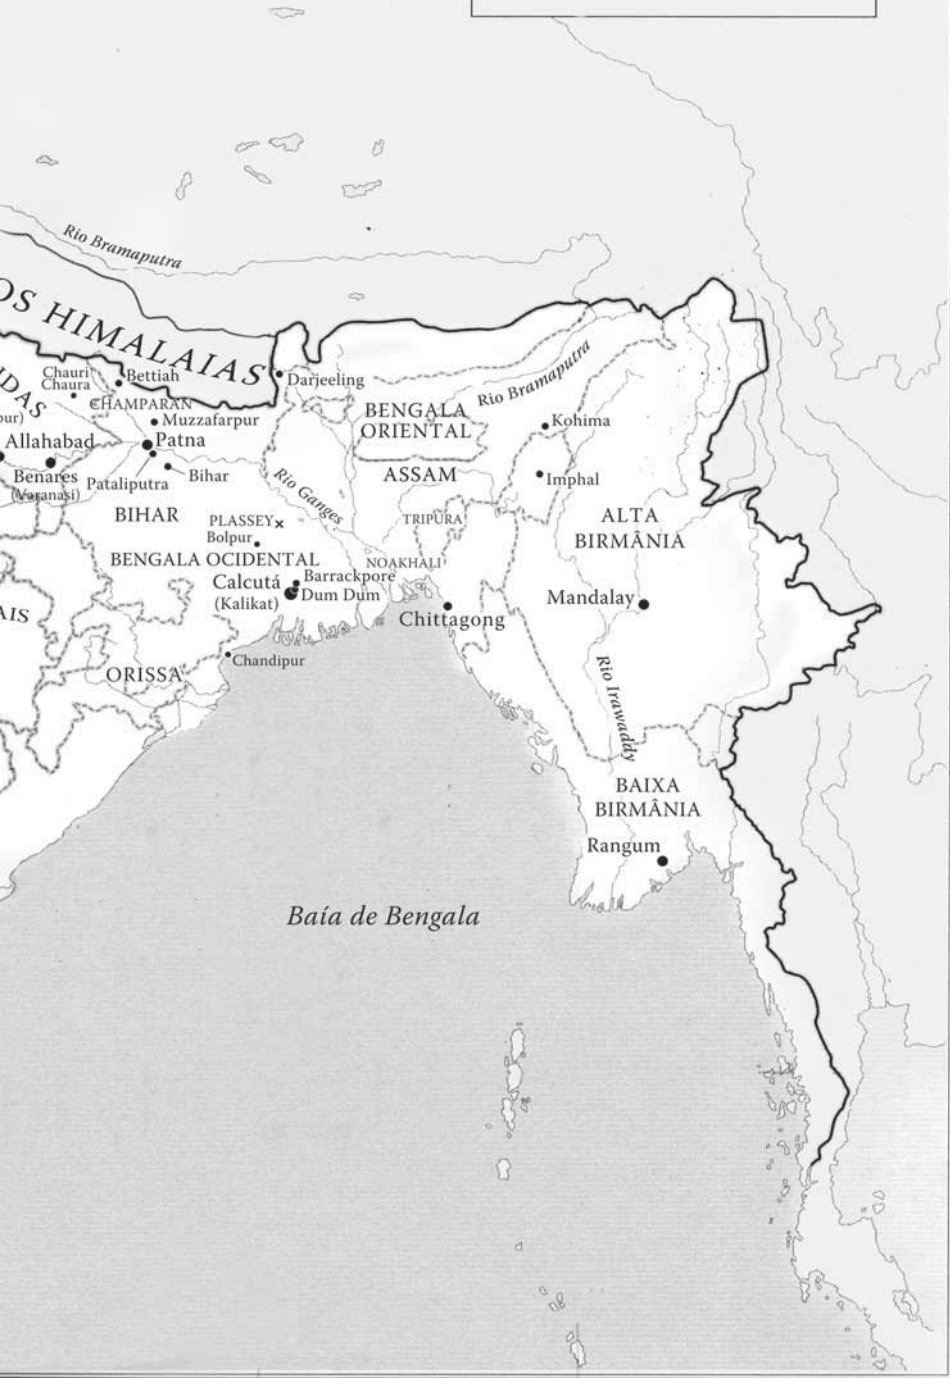 Rio Bramaputra
OS HIMALAIAS
Chauri
Chaura
Bettiah
Darjeeling
CHAMPARAN
Muzzafarpur
Allahabad
Patna
Benares
(Varanasi)
Pataliputra
Bihar
BIHAR
Rio Ganges
PLASSEY
Bolpur
BENGALA OCIDENTAL
Calcutá
(Kalikat)
Barrackpore
Dum Dum
Chandipur
ORISSA
BENGALA
ORIENTAL
Rio Bramaputra
ASSAM
Kohima
Imphal
TRIPURA
NOAKHALI
Chittagong
ALTA
BIRMÂNIA
Mandalay
Rio Irawaddy
BAIXA
BIRMÂNIA
Rangum
Baía de Bengala